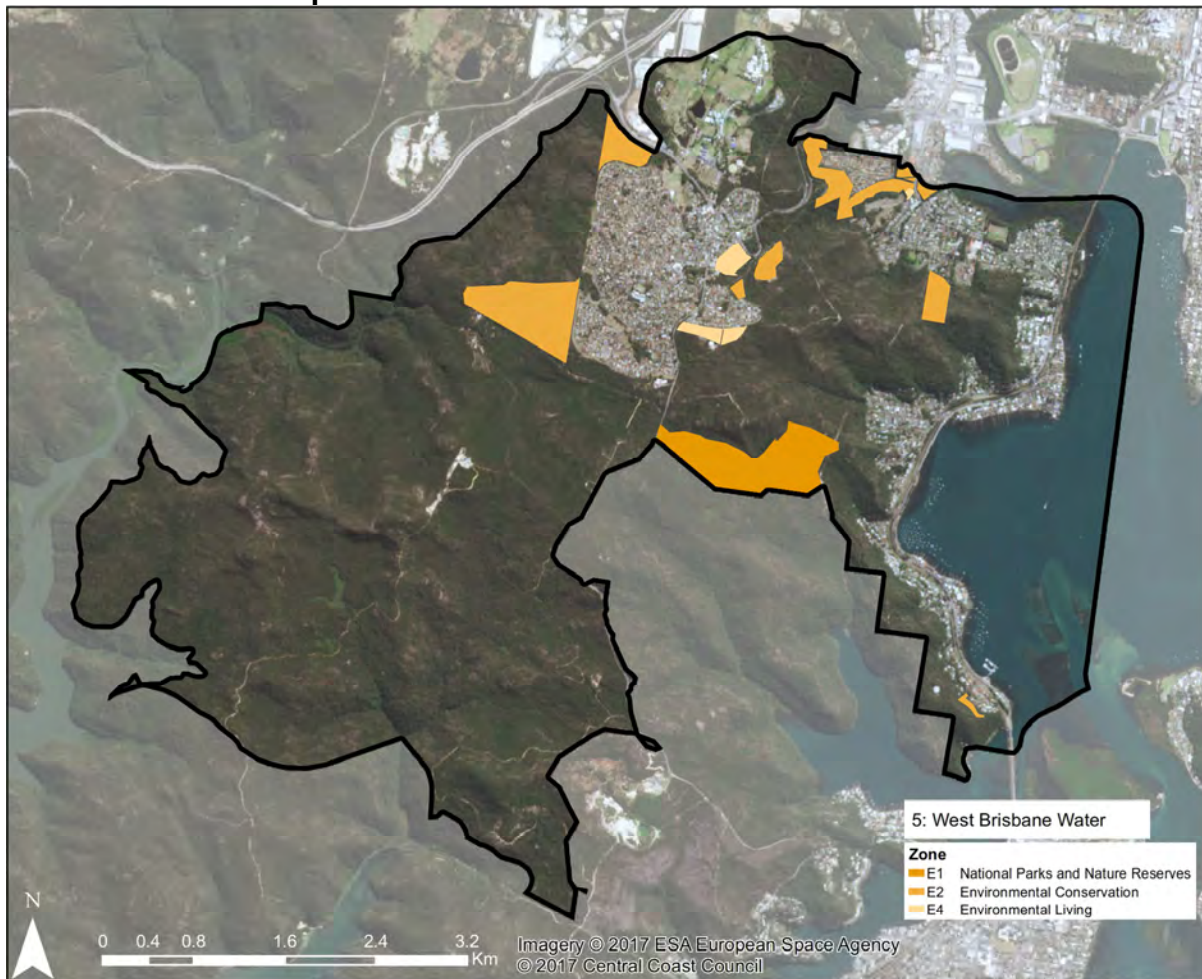 5: West Brisbane Water
Zone
E1 National Parks and Nature Reserves
E2 Environmental Conservation
E4 Environmental Living
N
0 0.4 0.8 1.6 2.4 3.2
Km
Imagery © 2017 ESA European Space Agency
© 2017 Central Coast Council